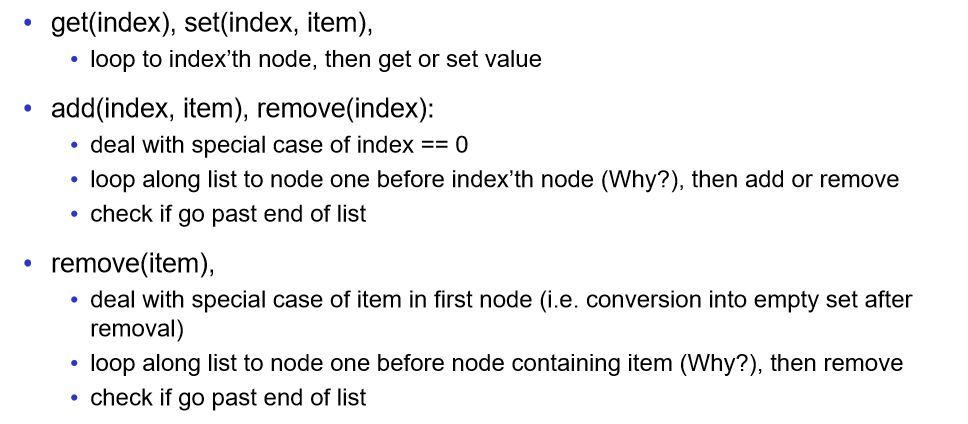 • get(index), set(index, item),
• loop to index’th node, then get or set value
• add(index, item), remove(index):
• deal with special case of index == 0
• loop along list to node one before index’th node (Why?), then add or remove
• check if go past end of list
• remove(item),
• deal with special case of item in first node (i.e. conversion into empty set after
removal)
• loop along list to node one before node containing item (Why?), then remove
• check if go past end of list